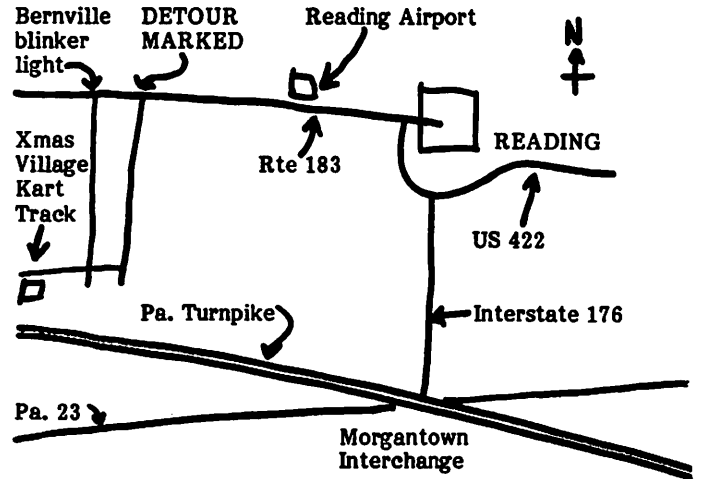 Bernville
blinker
light
DETOUR
MARKED
Reading Airport
N
Xmas
Village
Kart
Track
Rte 183
READING
US 422
Pa. Turnpike
Interstate 176
Pa. 23
Morgantown
Interchange